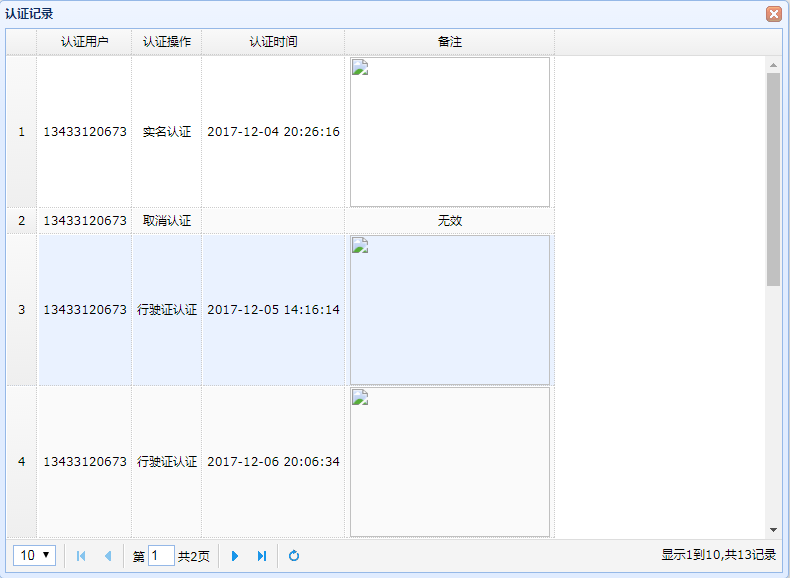 认证记录
认证用户 认证操作 认证时间 备注
1 13433120673 实名认证 2017-12-04 20:26:16
2 13433120673 取消认证 无效
3 13433120673 行驶证认证 2017-12-05 14:16:14
4 13433120673 行驶证认证 2017-12-06 20:06:34
10 第 1 共2页 显示1到10,共13记录